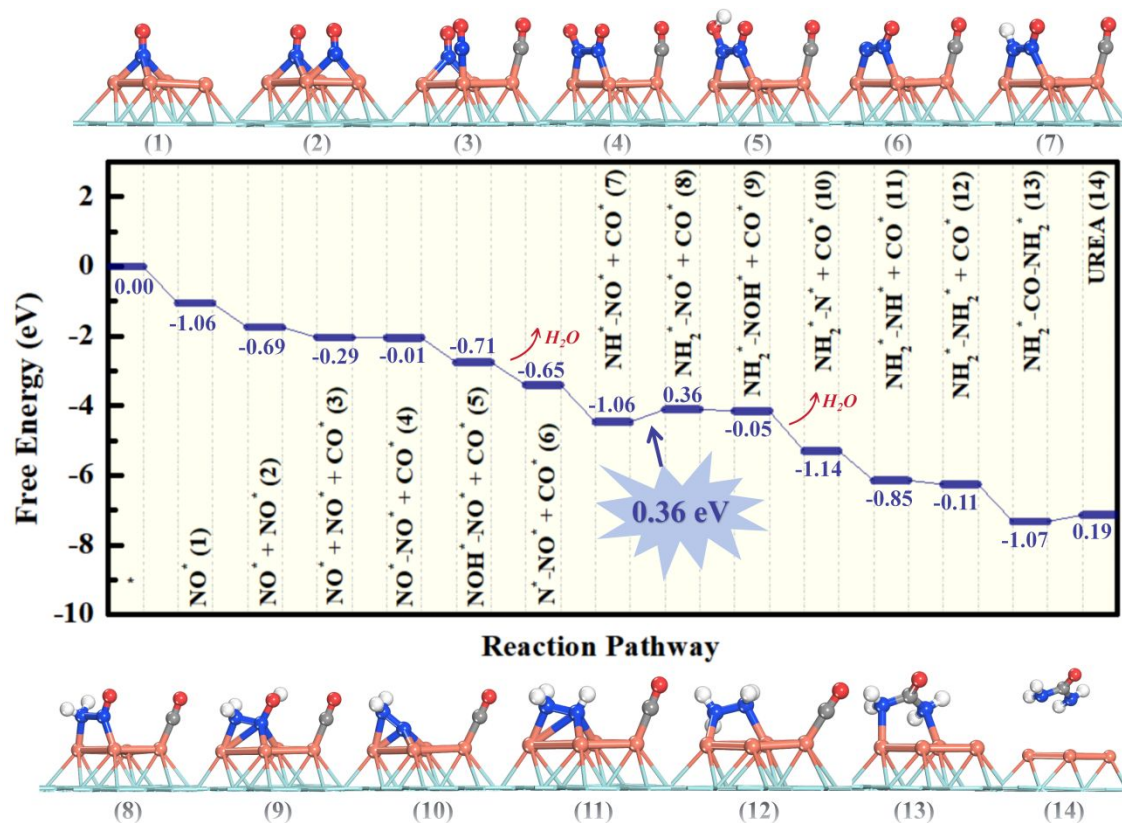 (1) (2) (3) (4) (5) (6) (7)
Free Energy (eV)
2
0
-2
-4
-6
-8
-10
0.00
-1.06
-0.69
-0.29
-0.01
-0.71
-0.65
-1.06
0.36
-0.05
-1.14
-0.85
-0.11
-1.07
0.19
H₂O
H₂O
0.36 eV
*
NO* (1)
NO* + NO* (2)
NO* + NO* + CO* (3)
NO*-NO* + CO* (4)
NOH*-NO* + CO* (5)
N*-NO* + CO* (6)
NH*-NO* + CO* (7)
NH₂*-NO* + CO* (8)
NH₂*-NOH* + CO* (9)
NH₂*-N* + CO* (10)
NH₂*-NH* + CO* (11)
NH₂*-NH₂* + CO* (12)
NH₂*-CO-NH₂* (13)
UREA (14)
Reaction Pathway
(8) (9) (10) (11) (12) (13) (14)